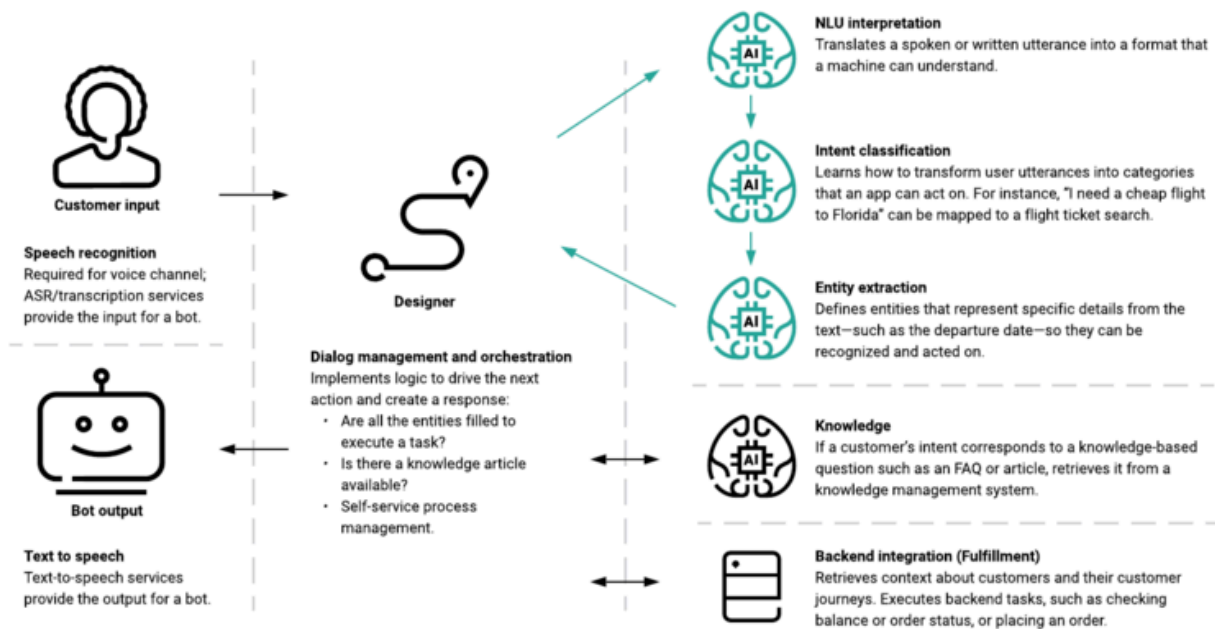 Customer input
Speech recognition
Required for voice channel;
ASR/transcription services
provide the input for a bot.
Bot output
Text to speech
Text-to-speech services
provide the output for a bot.
Designer
Dialog management and orchestration
Implements logic to drive the next
action and create a response:
• Are all the entities filled to
execute a task?
• Is there a knowledge article
available?
• Self-service process
management.
AI
NLU interpretation
Translates a spoken or written utterance into a format that
a machine can understand.
AI
Intent classification
Learns how to transform user utterances into categories
that an app can act on. For instance, “I need a cheap flight
to Florida” can be mapped to a flight ticket search.
AI
Entity extraction
Defines entities that represent specific details from the
text—such as the departure date—so they can be
recognized and acted on.
AI
Knowledge
If a customer’s intent corresponds to a knowledge-based
question such as an FAQ or article, retrieves it from a
knowledge management system.
Backend integration (Fulfillment)
Retrieves context about customers and their customer
journeys. Executes backend tasks, such as checking
balance or order status, or placing an order.